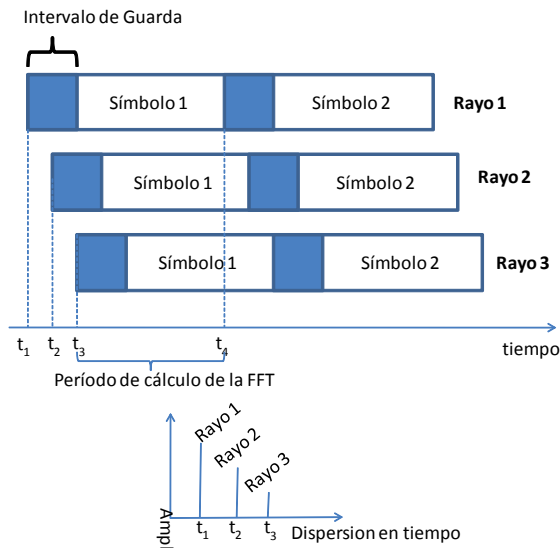 Intervalo de Guarda
Símbolo 1 Símbolo 2 Rayo 1
Símbolo 1 Símbolo 2 Rayo 2
Símbolo 1 Símbolo 2 Rayo 3
t1 t2 t3 t4 tiempo
Período de cálculo de la FFT
Rayo 1
Rayo 2
Rayo 3
Ampl
t1 t2 t3 Dispersion en tiempo